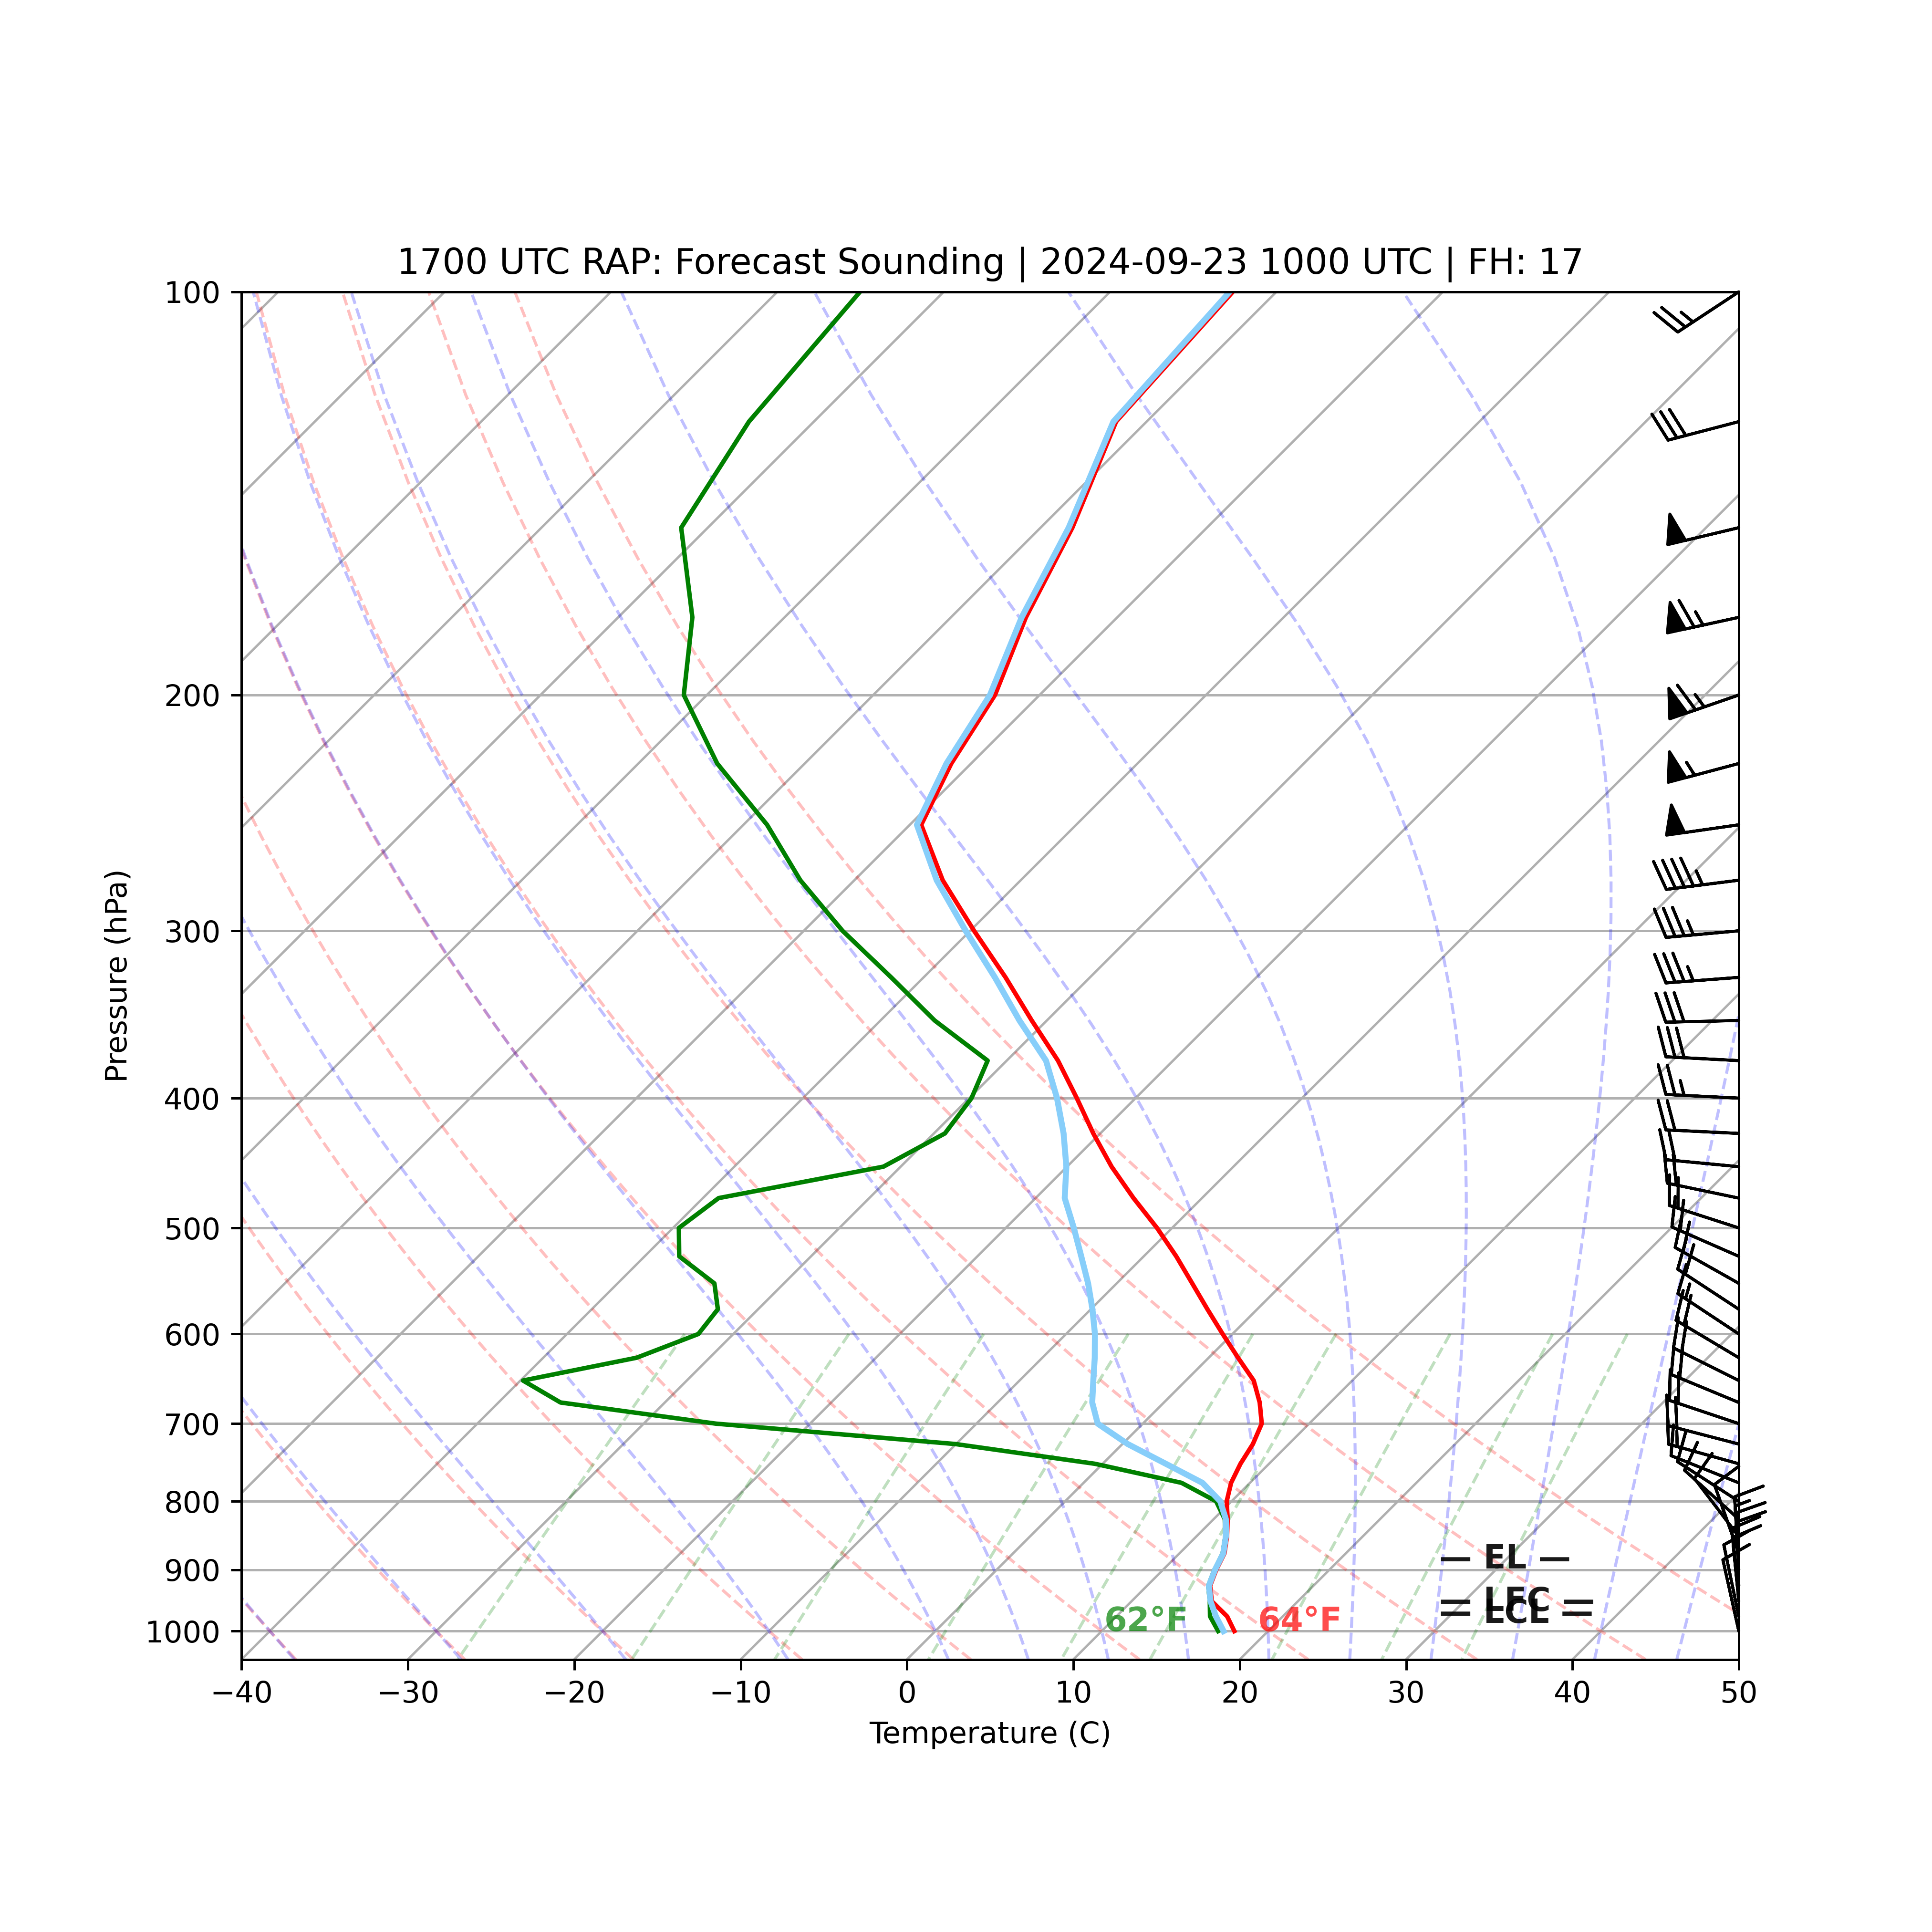 1700 UTC RAP: Forecast Sounding | 2024-09-23 1000 UTC | FH: 17
100
200
300
400
500
600
700
800
900
1000
Pressure (hPa)
— EL —
— LFC —
— LCL —
62°F 64°F
−40 −30 −20 −10 0 10 20 30 40 50
Temperature (C)